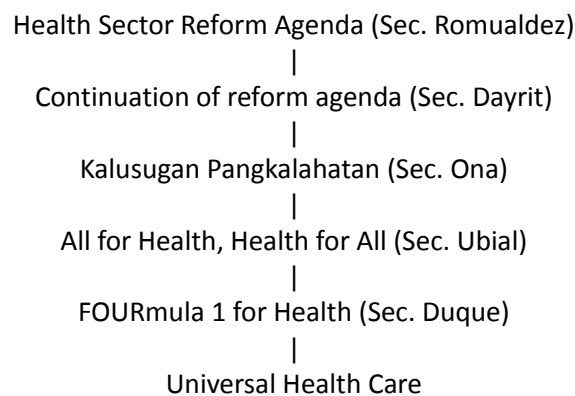 Health Sector Reform Agenda (Sec. Romualdez)
|
Continuation of reform agenda (Sec. Dayrit)
|
Kalusugan Pangkalahatan (Sec. Ona)
|
All for Health, Health for All (Sec. Ubial)
|
FOURmula 1 for Health (Sec. Duque)
|
Universal Health Care